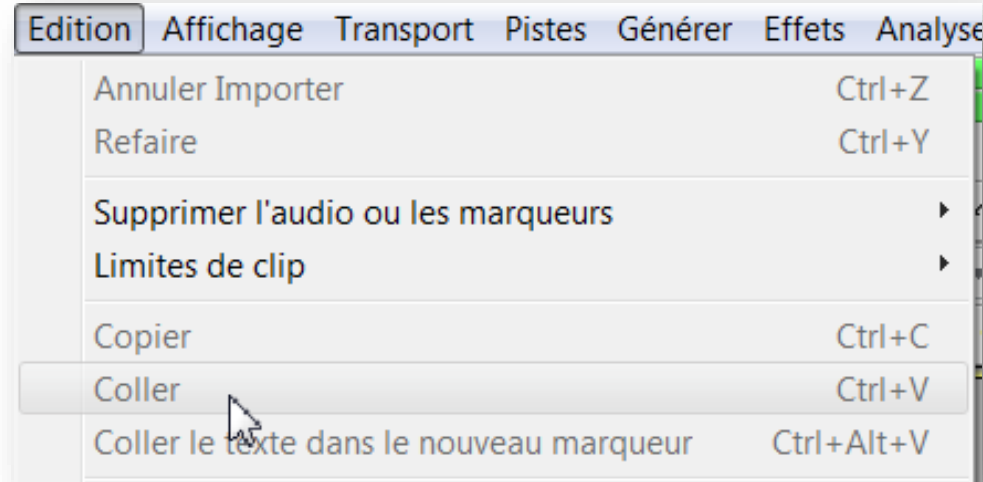 Edition Affichage Transport Pistes Générer Effets Analyse
Annuler Importer Ctrl+Z
Refaire Ctrl+Y
Supprimer l'audio ou les marqueurs
Limites de clip
Copier Ctrl+C
Coller Ctrl+V
Coller le texte dans le nouveau marqueur Ctrl+Alt+V